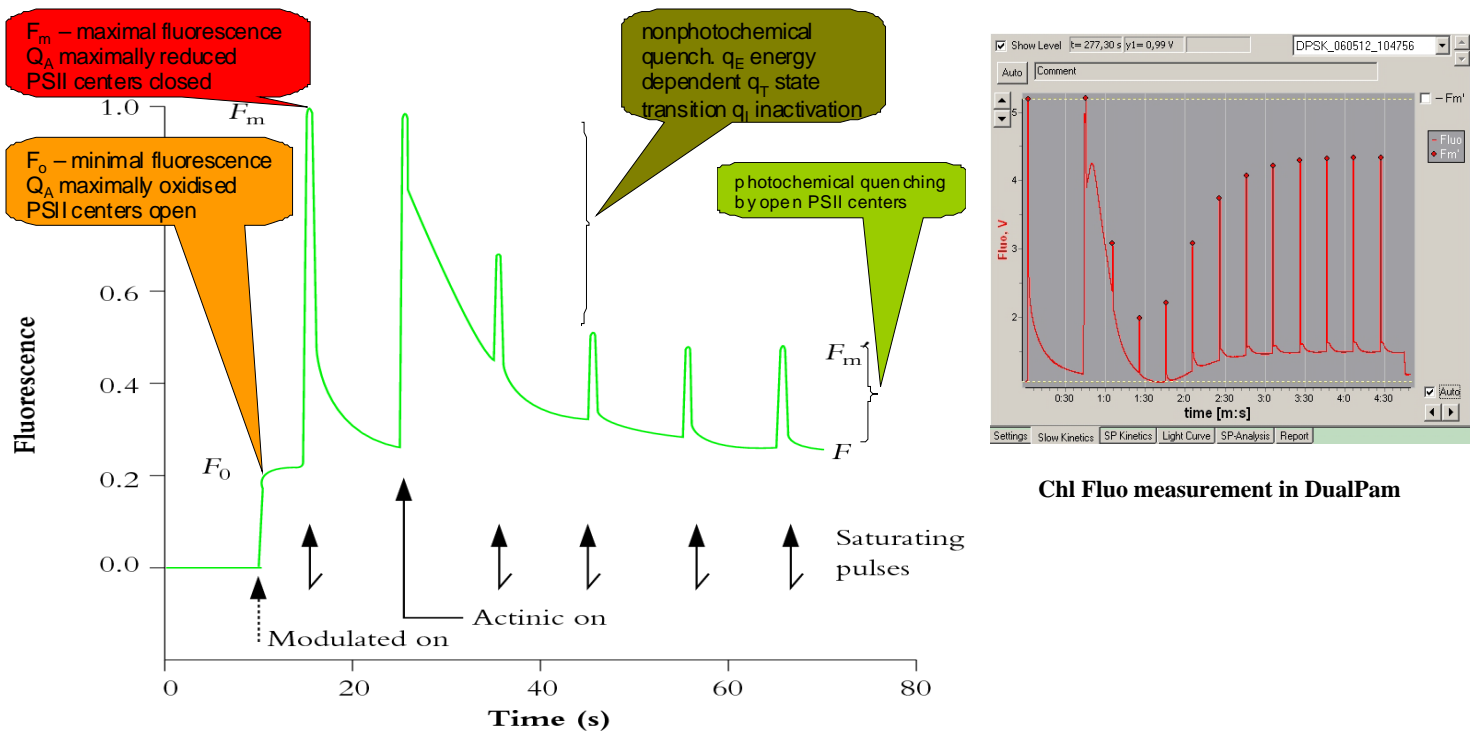 Fm – maximal fluorescence
QA maximally reduced
PSII centers closed
Fo – minimal fluorescence
QA maximally oxidised
PSII centers open
nonphotochemical
quench. qE energy
dependent qT state
transition qI inactivation
photochemical quenching
by open PSII centers
Fluorescence
1.0
0.6
0.4
0.2
0.0
Fm
F0
Fm
F
Saturating
pulses
Actinic on
Modulated on
0
20
40
60
80
Time (s)
Show Level
t= 277,30 s
y1= 0,99 V
DPSK_060512_104756
Auto
Comment
– Fm'
– Fluo
Fm'
Fluo, V
5
4
3
2
0:30
1:0
1:30
2:0
2:30
3:0
3:30
4:0
4:30
time [m:s]
Auto
Settings
Slow Kinetics
SP Kinetics
Light Curve
SP-Analysis
Report
Chl Fluo measurement in DualPam